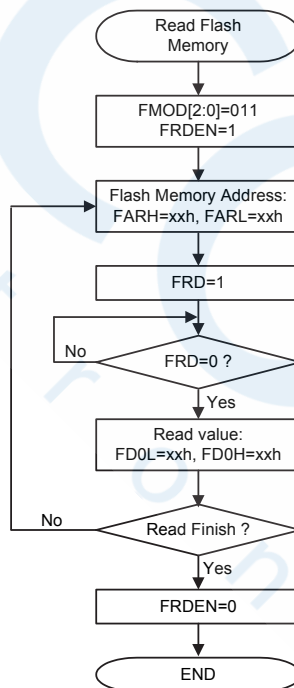 Read Flash
Memory
FMOD[2:0]=011
FRDEN=1
Flash Memory Address:
FARH=xxh, FARL=xxh
FRD=1
No
FRD=0 ?
Yes
Read value:
FD0L=xxh, FD0H=xxh
No
Read Finish ?
Yes
FRDEN=0
END